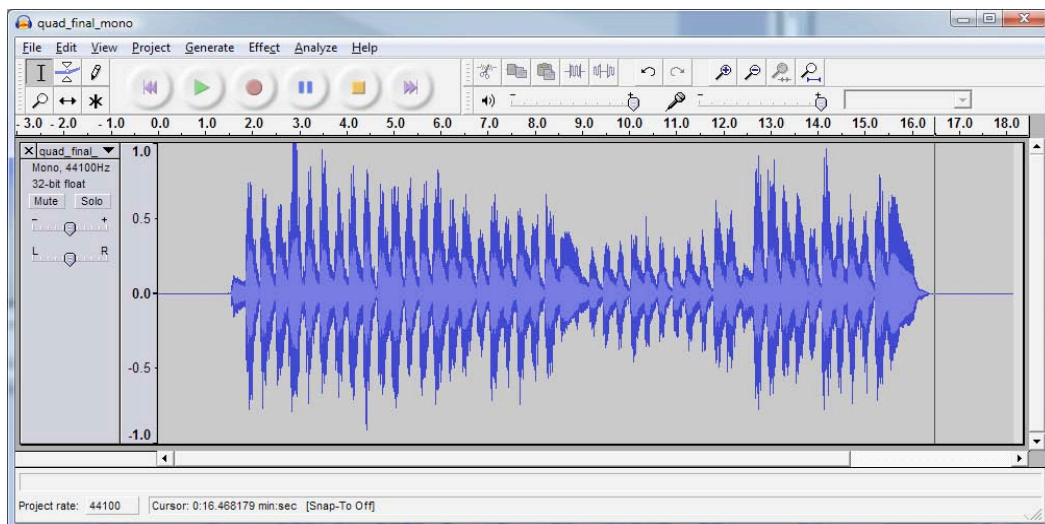 quad_final_mono
File Edit View Project Generate Effect Analyze Help
- 3.0 - 2.0 - 1.0 0.0 1.0 2.0 3.0 4.0 5.0 6.0 7.0 8.0 9.0 10.0 11.0 12.0 13.0 14.0 15.0 16.0 17.0 18.0
X quad_final_ ▼ 1.0
Mono, 44100Hz
32-bit float
Mute Solo
- +
0.5
L R
0.0
-0.5
-1.0
Project rate: 44100 Cursor: 0:16.468179 min:sec [Snap-To Off]